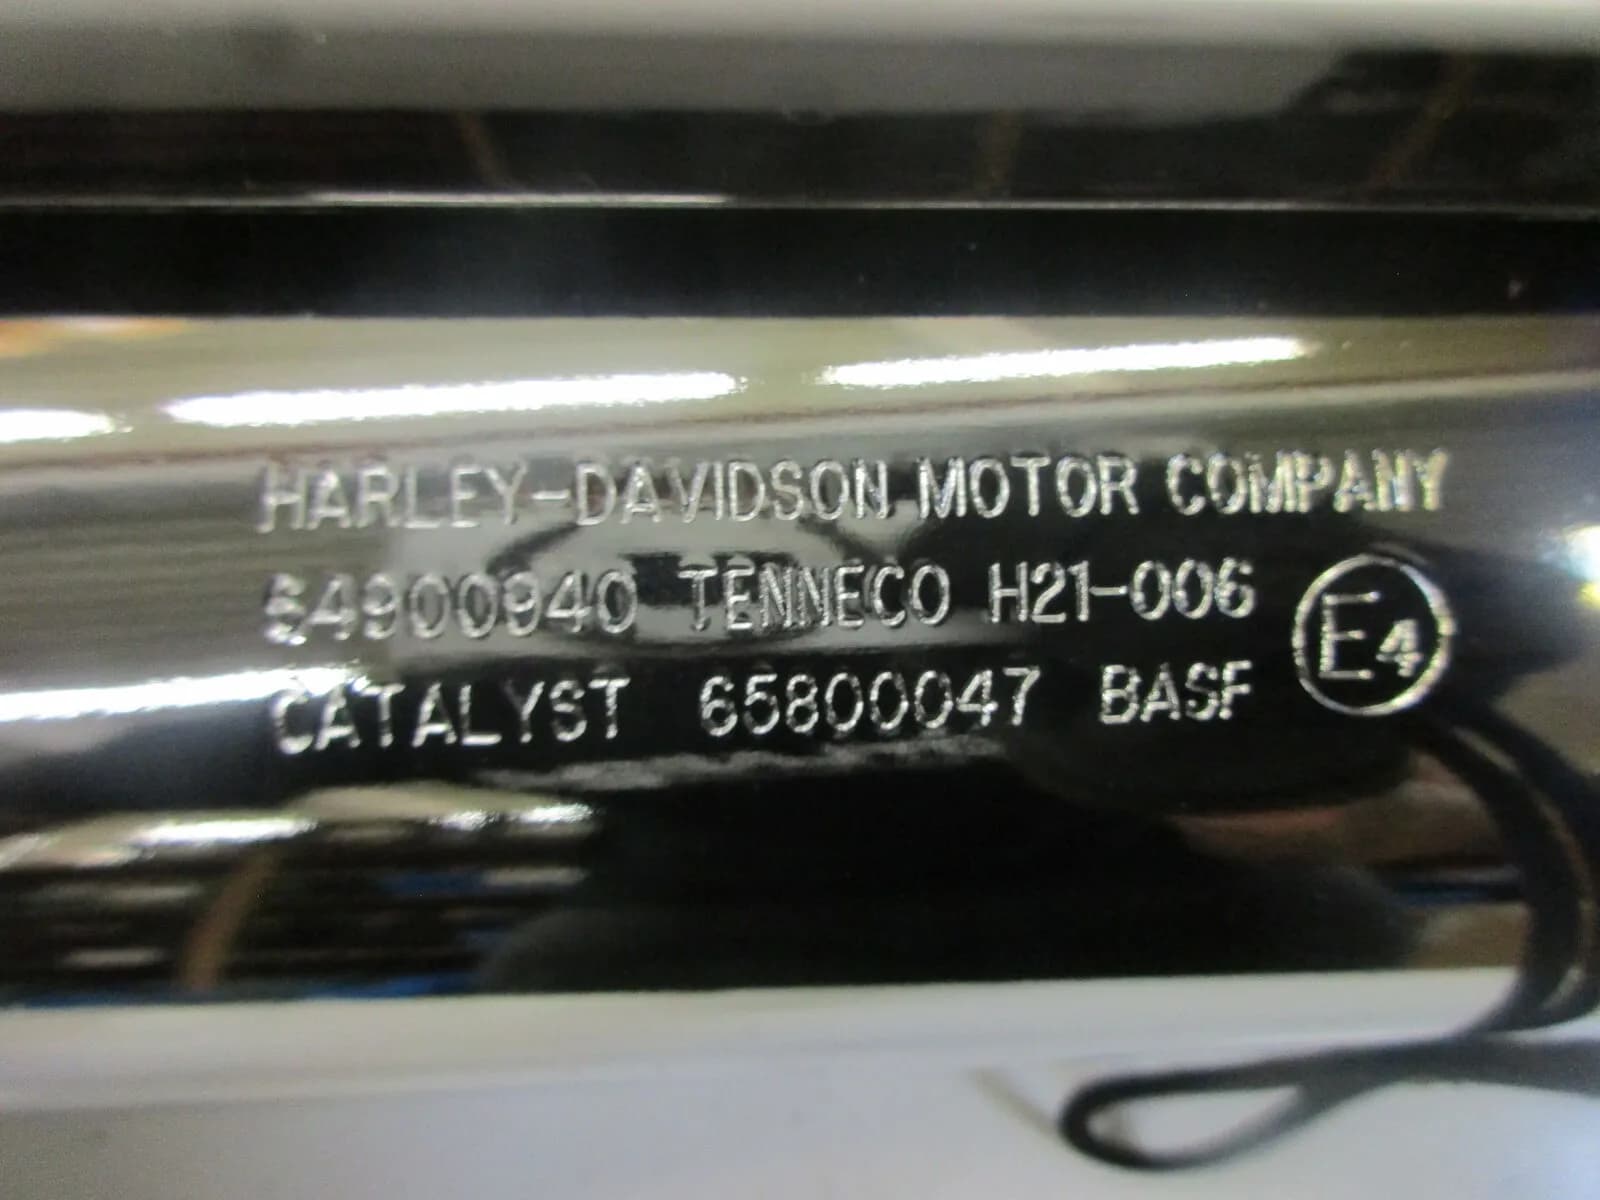 HARLEY-DAVIDSON MOTOR COMPANY
64900940 TENNECO H21-006
CATALYST 65800047 BASF
E4